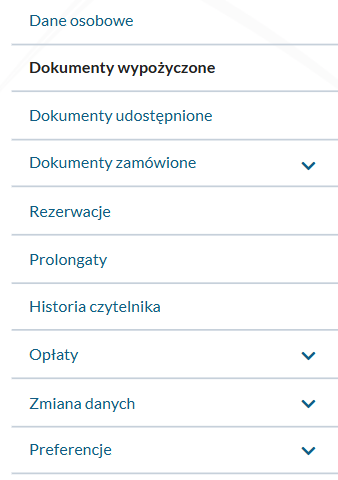 Dane osobowe
Dokumenty wypożyczone
Dokumenty udostępnione
Dokumenty zamówione
Rezerwacje
Prolongaty
Historia czytelnika
Opłaty
Zmiana danych
Preferencje